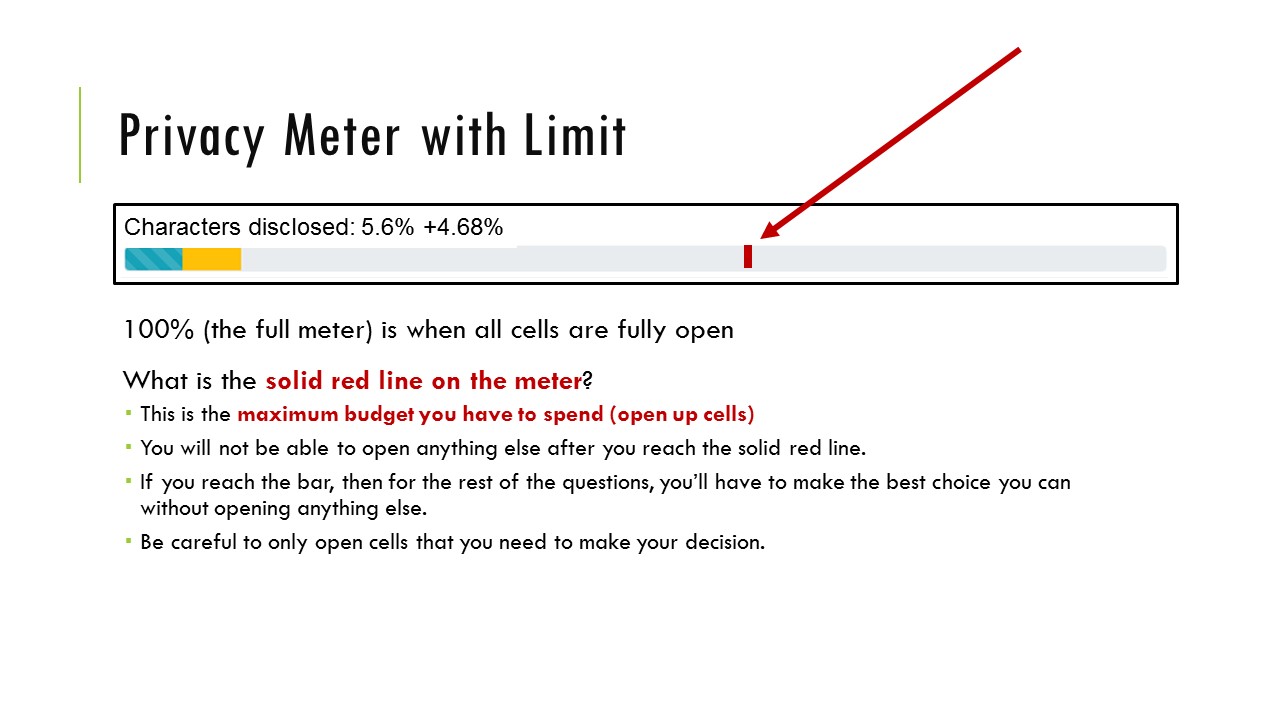 Privacy Meter with Limit
Characters disclosed: 5.6% +4.68%
100% (the full meter) is when all cells are fully open
What is the solid red line on the meter?
▪ This is the maximum budget you have to spend (open up cells)
▪ You will not be able to open anything else after you reach the solid red line.
▪ If you reach the bar, then for the rest of the questions, you’ll have to make the best choice you can
without opening anything else.
▪ Be careful to only open cells that you need to make your decision.